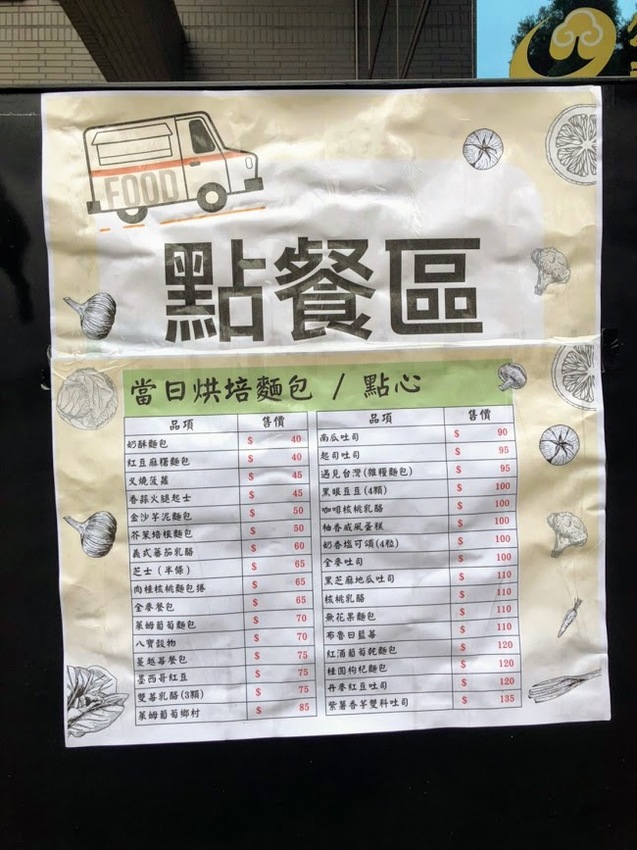 FOOD
點餐區
當日烘培麵包 / 點心
品項 售價
奶酥麵包 $ 40
紅豆麻糬麵包 $ 40
叉燒菠蘿 $ 45
香蒜火腿起士 $ 45
金沙芋泥麵包 $ 50
芥茉培根麵包 $ 50
義式蕃茄乳酪 $ 60
芝士(半條) $ 65
肉桂核桃麵包捲 $ 65
全麥餐包 $ 65
萊姆葡萄麵包 $ 70
八寶穀物 $ 70
蔓越莓餐包 $ 75
墨西哥紅豆 $ 75
雙莓乳酪(3顆) $ 75
萊姆葡萄鄉村 $ 85
品項 售價
南瓜吐司 $ 90
起司吐司 $ 95
遇見台灣(雜糧麵包) $ 95
黑眼豆豆(4顆) $ 100
咖啡核桃乳酪 $ 100
柚香戚風蛋糕 $ 100
奶香塩可頌(4粒) $ 100
全麥吐司 $ 100
黑芝麻地瓜吐司 $ 110
核桃乳酪 $ 110
無花果麵包 $ 110
布魯日藍莓 $ 110
紅酒葡萄乾麵包 $ 120
桂圓枸杞麵包 $ 120
丹麥紅豆吐司 $ 120
紫薯香芋雙料吐司 $ 135